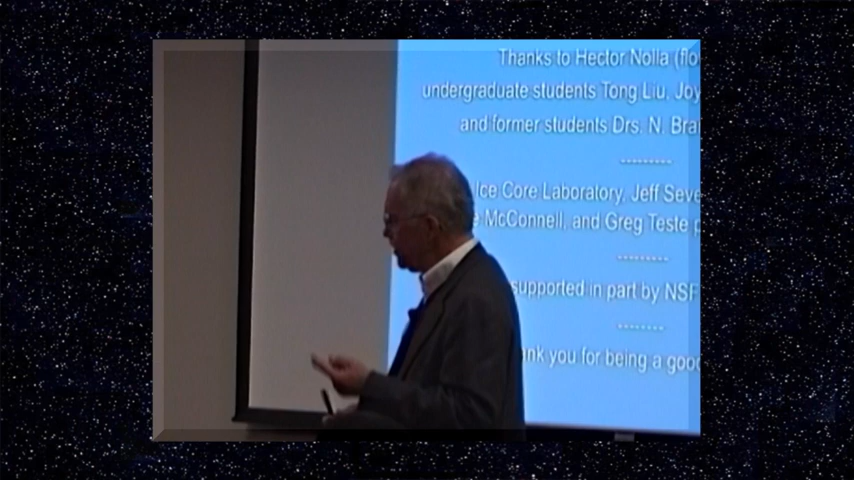 Thanks to Hector Nolla (flo
undergraduate students Tong Liu, Joy
and former students Drs. N. Bra
---------
Ice Core Laboratory, Jeff Seve
e McConnell, and Greg Teste p
---------
supported in part by NSF
--------
ank you for being a goo